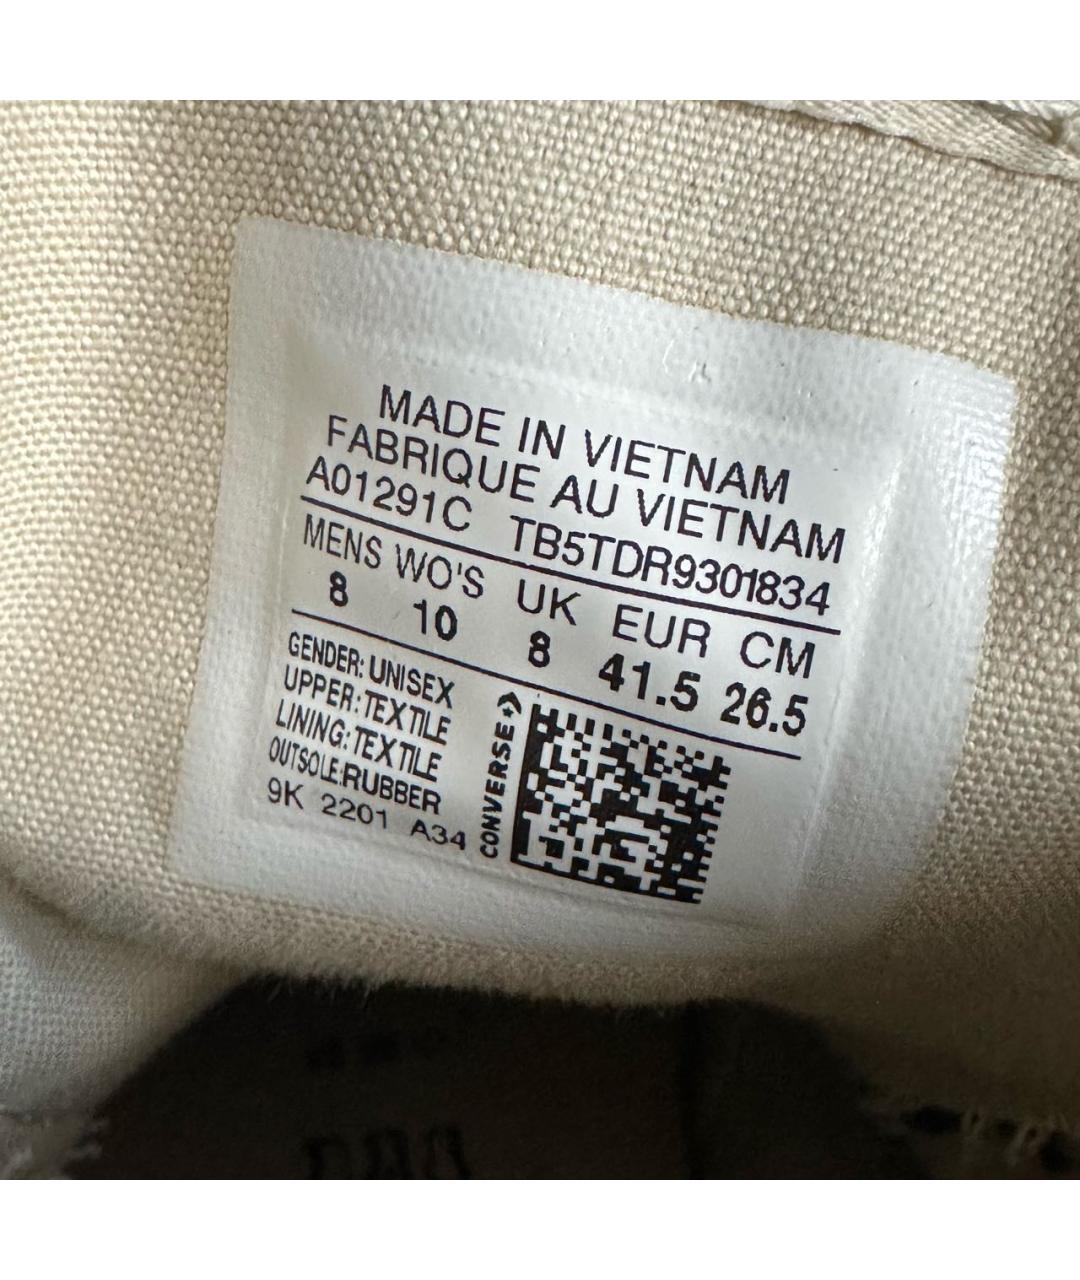 MADE IN VIETNAM
FABRIQUE AU VIETNAM
A01291C TB5TDR9301834
MENS WO'S UK EUR CM
8 10 8 41.5 26.5
GENDER: UNISEX
UPPER: TEXTILE
LINING: TEXTILE
OUTSOLE: RUBBER
9K 2201 A34
CONVERSE